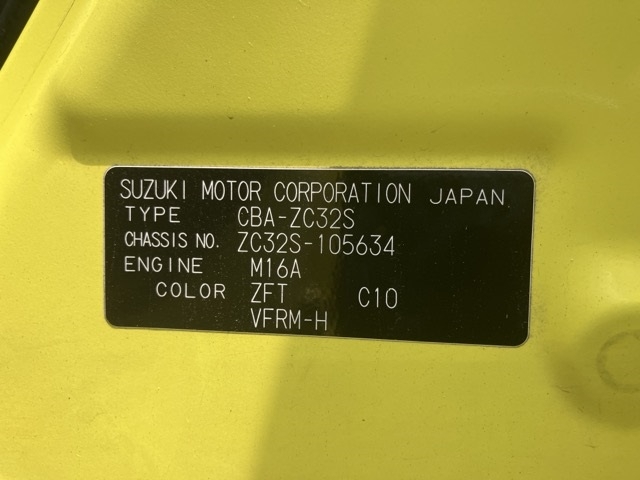 SUZUKI MOTOR CORPORATION JAPAN
TYPE CBA-ZC32S
CHASSIS NO. ZC32S-105634
ENGINE M16A
COLOR ZFT C10
VFRM-H